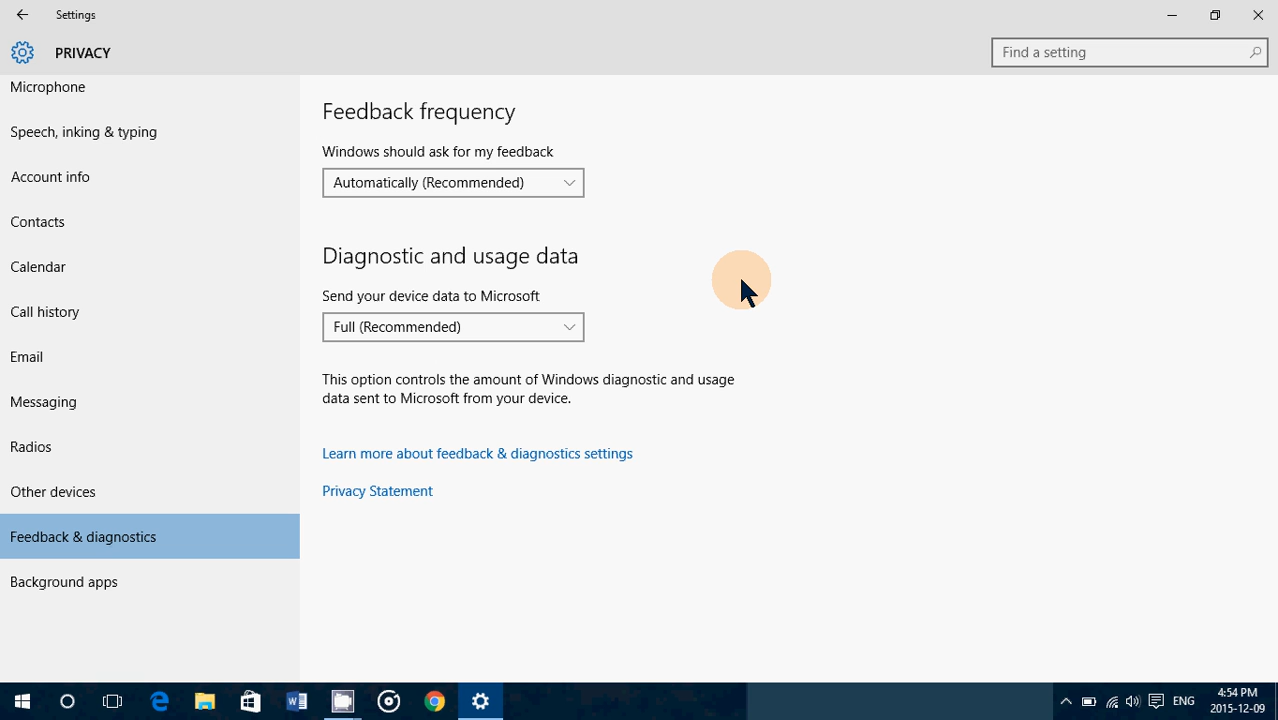 Settings
PRIVACY
Find a setting
Microphone
Speech, inking & typing
Account info
Contacts
Calendar
Call history
Email
Messaging
Radios
Other devices
Feedback & diagnostics
Background apps
Feedback frequency
Windows should ask for my feedback
Automatically (Recommended)
Diagnostic and usage data
Send your device data to Microsoft
Full (Recommended)
This option controls the amount of Windows diagnostic and usage
data sent to Microsoft from your device.
Learn more about feedback & diagnostics settings
Privacy Statement
ENG
4:54 PM
2015-12-09